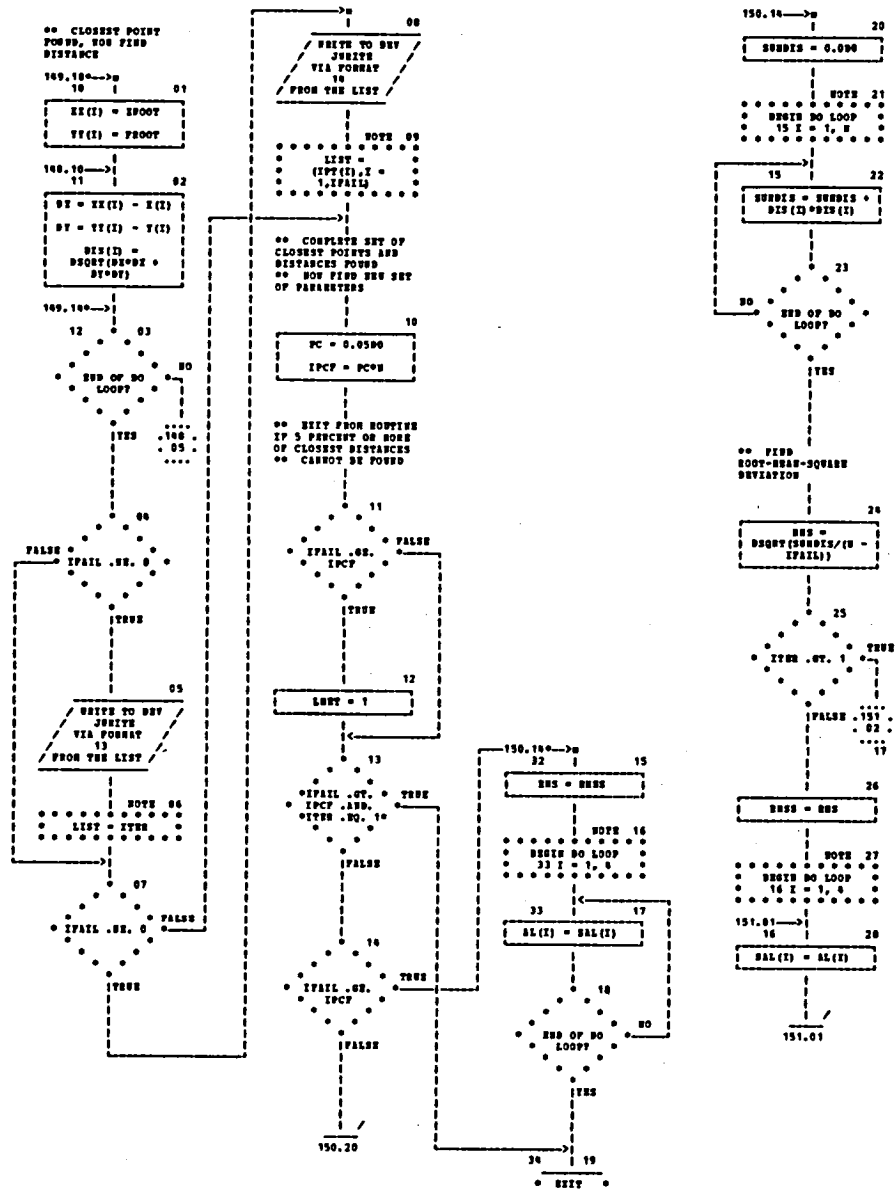 ** CLOSEST POINT
FOUND, NOW FIND
DISTANCE
149.10*--->
10
01
XX(I) = XROOT
YY(I) = YROOT
148.10--->
11
02
DX = XX(I) - X(I)
DY = YY(I) - Y(I)
DIS(I) =
DSQRT(DX*DX +
DY*DY)
149.14*--->
12
03
END OF DO
LOOP?
NO
148
05
YES
04
IFAIL .NE. 0
FALSE
TRUE
05
WRITE TO DEV
JWRITE
VIA FORMAT
13
FROM THE LIST
NOTE 06
LIST = ITER
07
IFAIL .NE. 0
FALSE
TRUE
08
WRITE TO DEV
JWRITE
VIA FORMAT
14
FROM THE LIST
NOTE 09
LIST =
(IPT(I),I =
1,IFAIL)
** COMPLETE SET OF
CLOSEST POINTS AND
DISTANCES FOUND
** NOW FIND NEW SET
OF PARAMETERS
10
PC = 0.05D0
IPCF = PC*N
** EXIT FROM ROUTINE
IF 5 PERCENT OR MORE
OF CLOSEST DISTANCES
** CANNOT BE FOUND
11
IFAIL .GE.
IPCF
FALSE
TRUE
12
= 1
13
IFAIL .GT.
IPCF .AND.
ITER .EQ. 1
TRUE
FALSE
14
IFAIL .GE.
IPCF
TRUE
FALSE
150.20
150.14*--->
32
15
RMS = RMSS
NOTE 16
BEGIN DO LOOP
33 I = 1, 4
33
17
AL(I) = SAL(I)
18
END OF DO
LOOP?
NO
YES
34
19
EXIT
150.14--->
20
SUMDIS = 0.0D0
NOTE 21
BEGIN DO LOOP
15 I = 1, N
15
22
SUMDIS = SUMDIS +
DIS(I)*DIS(I)
23
END OF DO
LOOP?
NO
YES
** FIND
ROOT-MEAN-SQUARE
DEVIATION
24
RMS =
DSQRT(SUMDIS/(N -
IFAIL))
25
ITER .GT. 1
TRUE
151
02
17
FALSE
26
RMSS = RMS
NOTE 27
BEGIN DO LOOP
16 I = 1, 4
151.01--->
16
28
SAL(I) = AL(I)
151.01